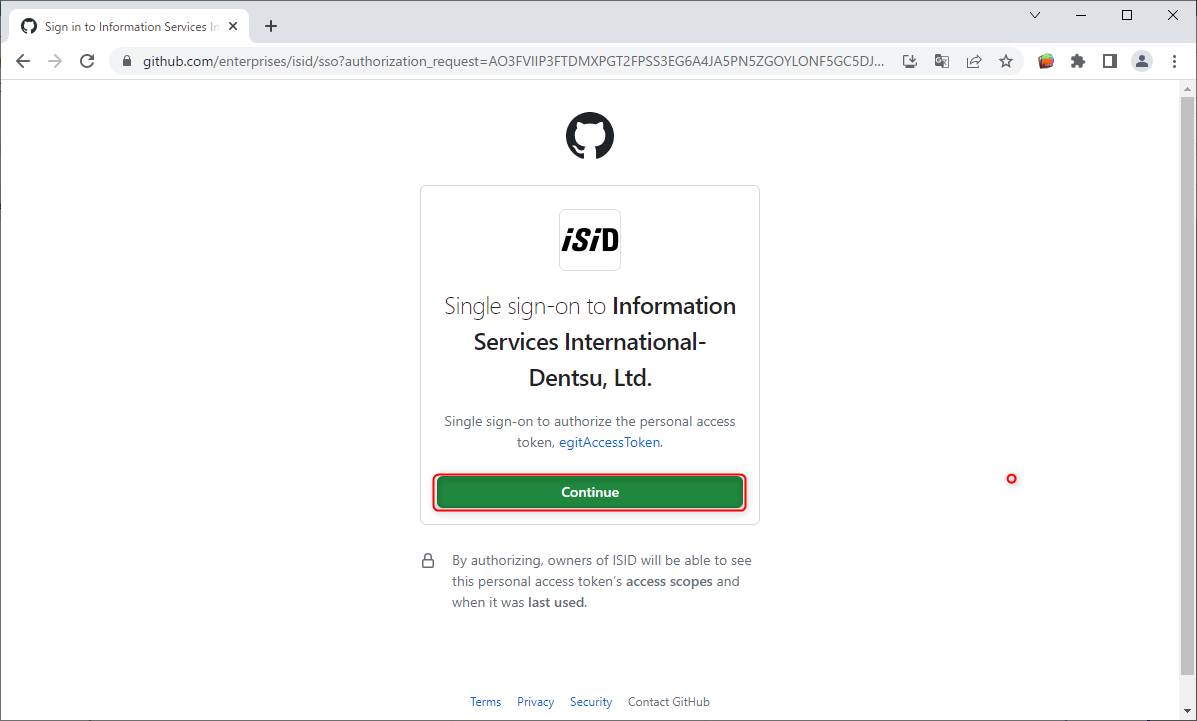 Sign in to Information Services In
github.com/enterprises/isid/sso?authorization_request=AO3FVIIP3FTDMXPGT2FPSS3EG6A4JA5PN5ZGOYLONF5GC5DJ...
iSiD
Single sign-on to Information
Services International-
Dentsu, Ltd.
Single sign-on to authorize the personal access
token, egitAccessToken.
Continue
By authorizing, owners of ISID will be able to see
this personal access token's access scopes and
when it was last used.
Terms Privacy Security Contact GitHub